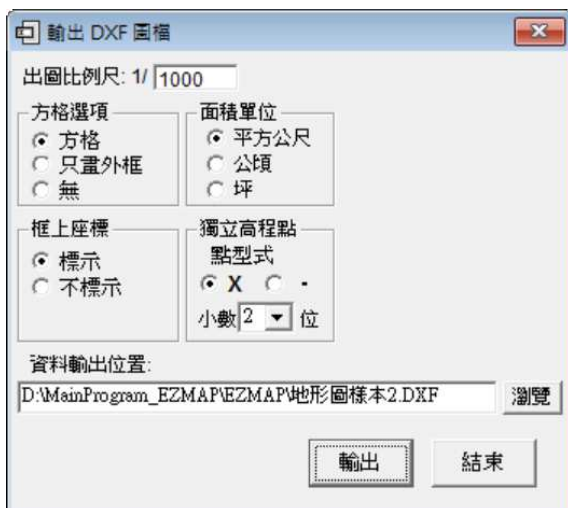 輸出 DXF 圖檔
出圖比例尺: 1/ 1000
方格選項
方格
只畫外框
無
面積單位
平方公尺
公頃
坪
框上座標
標示
不標示
獨立高程點
點型式
X -
小數 2 位
資料輸出位置:
D:\MainProgram_EZMAP\EZMAP\地形圖樣本2.DXF
瀏覽
輸出 結束